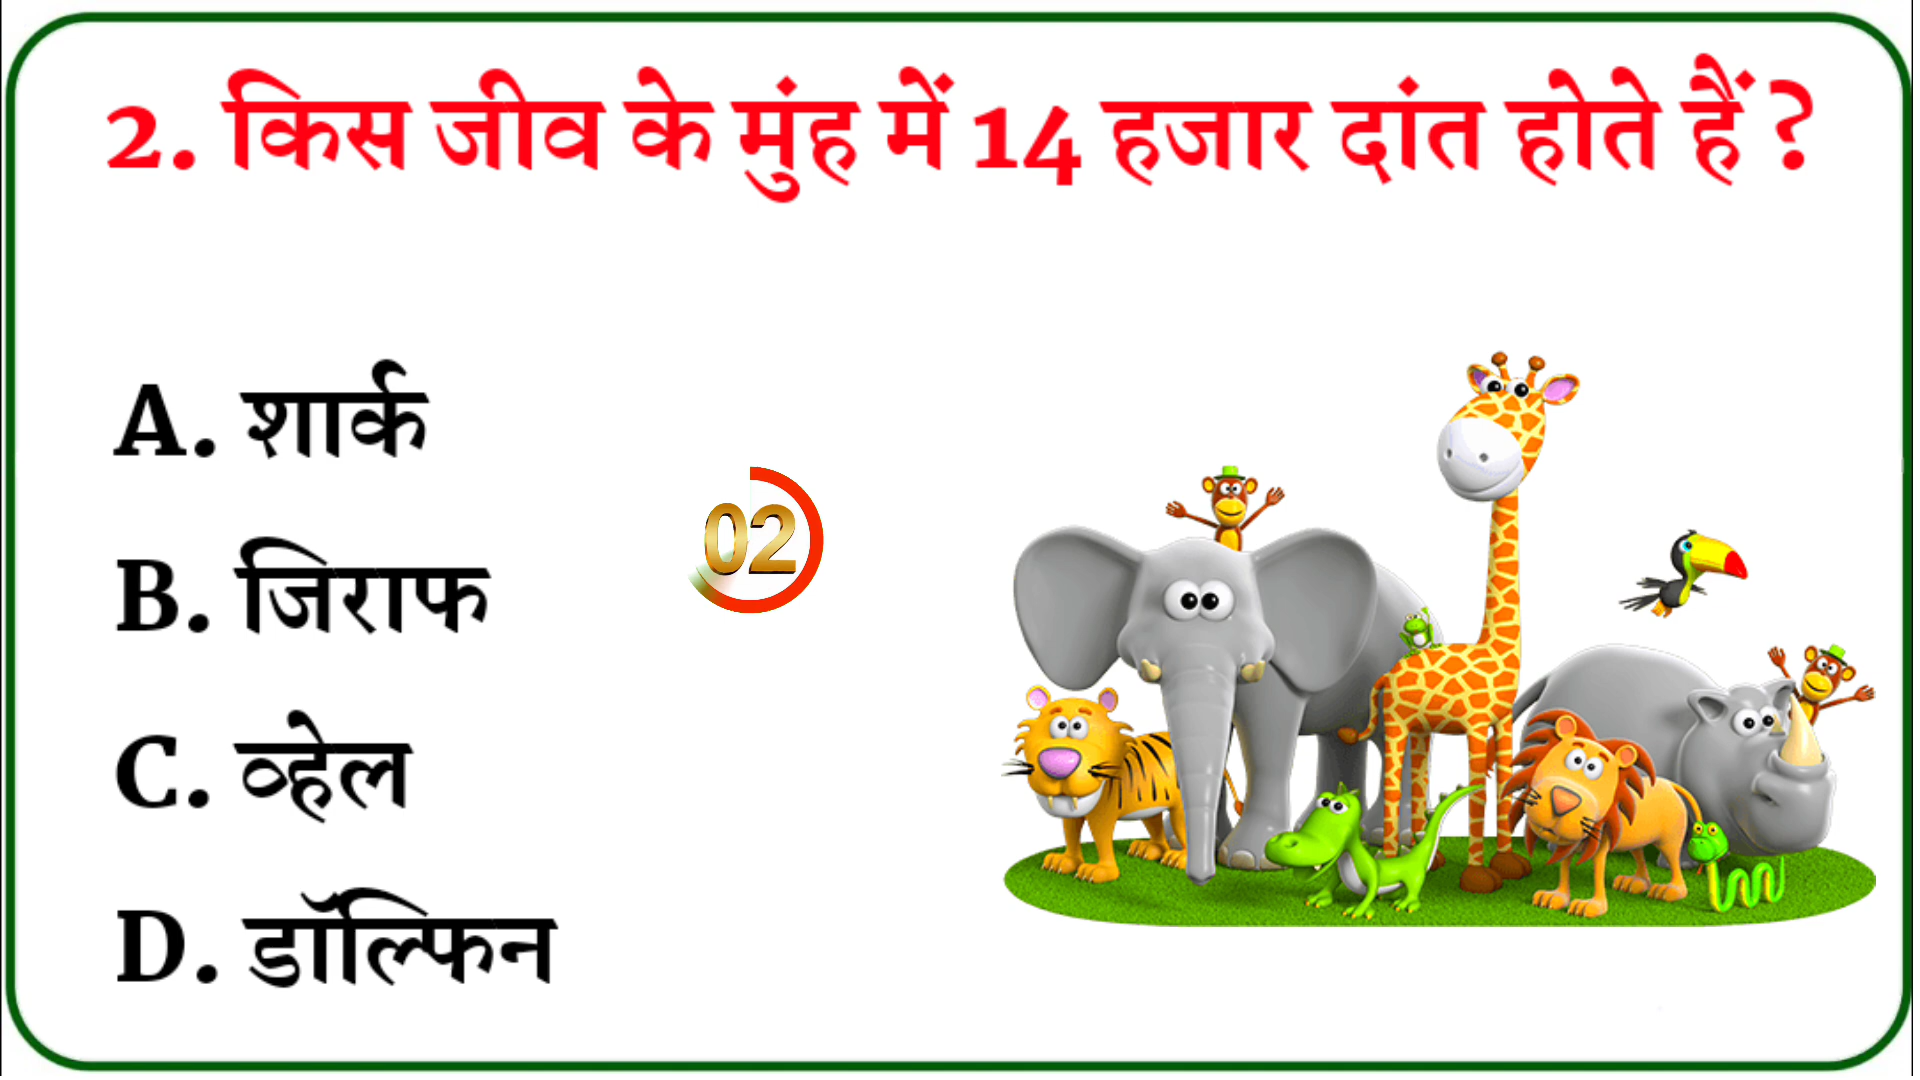 2. किस जीव के मुंह में 14 हजार दांत होते हैं ?
A. शार्क
B. जिराफ
02
C. व्हेल
D. डॉल्फिन